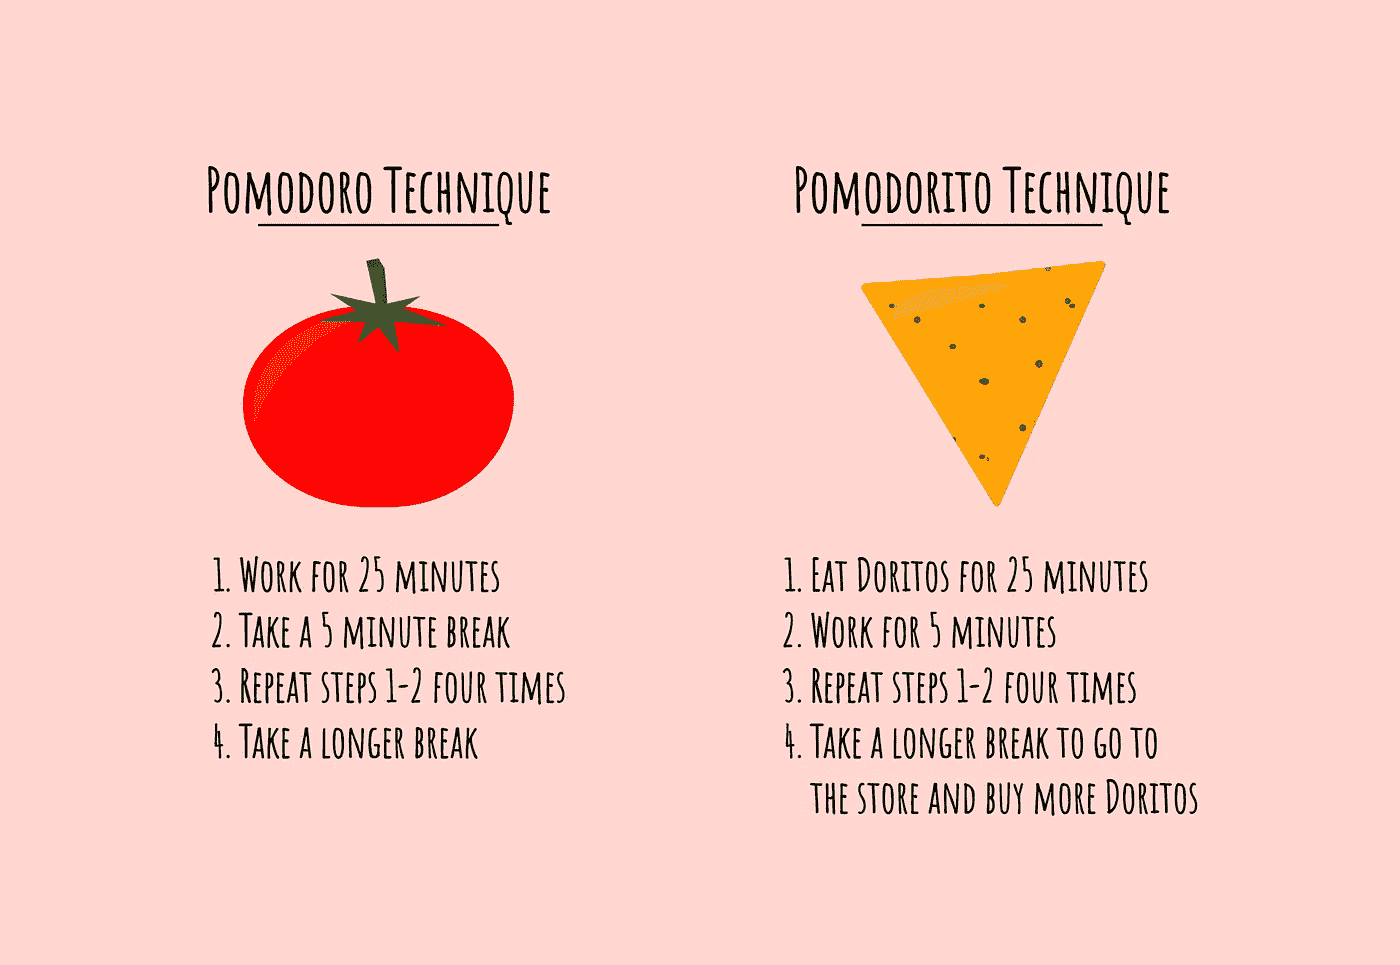 Pomodoro Technique
1. Work for 25 minutes
2. Take a 5 minute break
3. Repeat steps 1-2 four times
4. Take a longer break
Pomodorito Technique
1. Eat Doritos for 25 minutes
2. Work for 5 minutes
3. Repeat steps 1-2 four times
4. Take a longer break to go to
the store and buy more Doritos